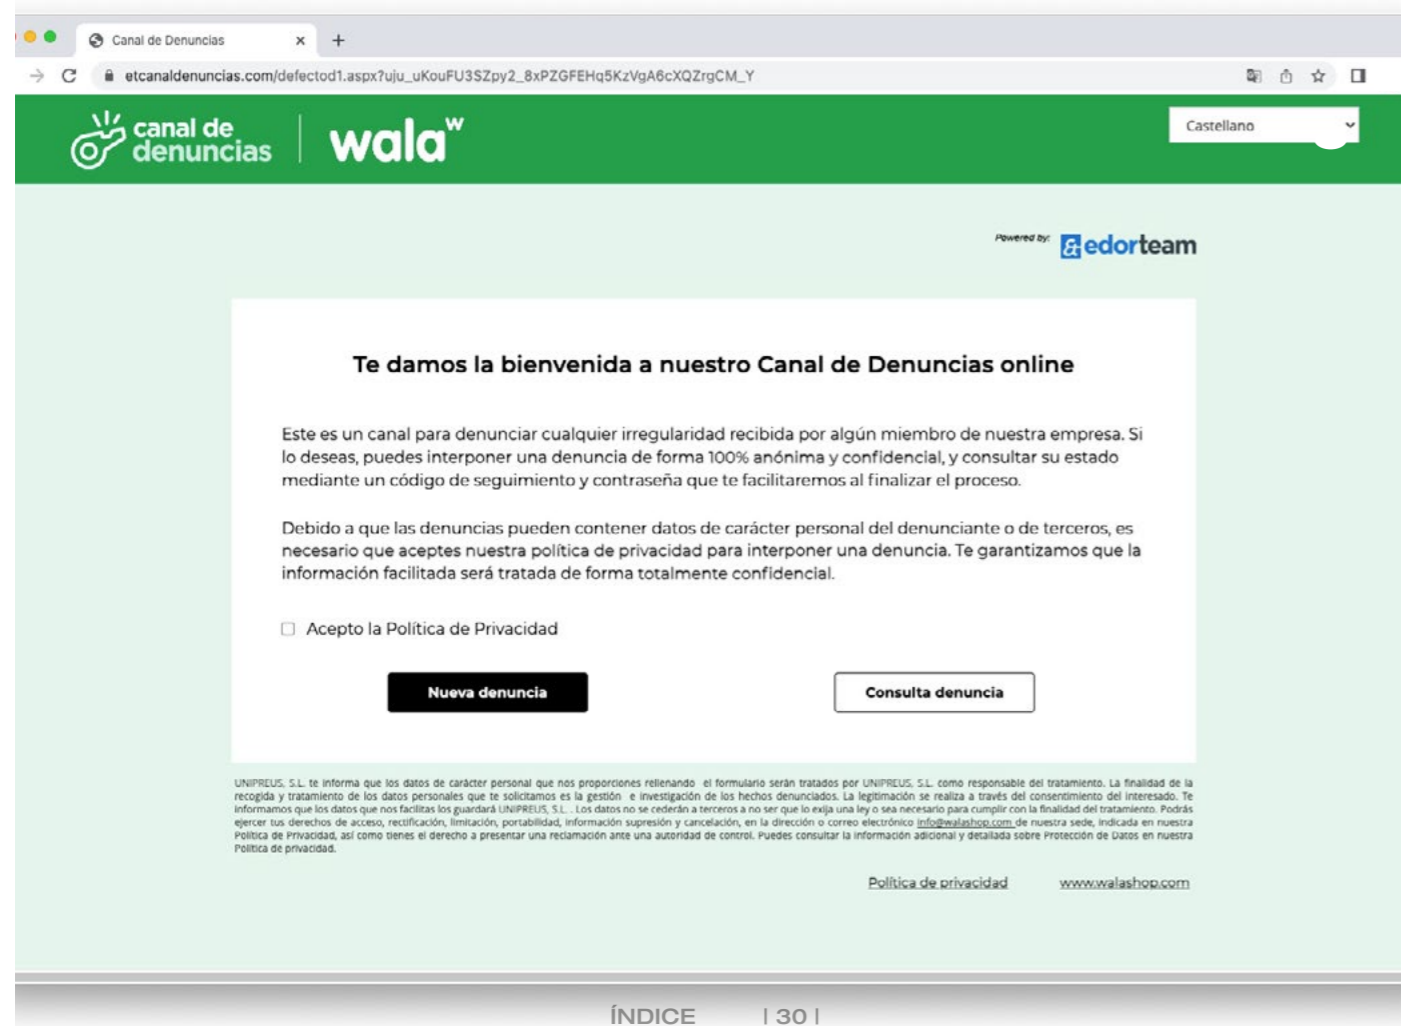 Canal de Denuncias
etcanaldenuncias.com/defectod1.aspx?uju_uKouFU3SZpy2_8xPZGFEHq5KzVgA6cXQZrgCM_Y
canal de
denuncias
wala
w
Castellano
Powered by:
& edorteam
Te damos la bienvenida a nuestro Canal de Denuncias online
Este es un canal para denunciar cualquier irregularidad recibida por algún miembro de nuestra empresa. Si
lo deseas, puedes interponer una denuncia de forma 100% anónima y confidencial, y consultar su estado
mediante un código de seguimiento y contraseña que te facilitaremos al finalizar el proceso.
Debido a que las denuncias pueden contener datos de carácter personal del denunciante o de terceros, es
necesario que aceptes nuestra política de privacidad para interponer una denuncia. Te garantizamos que la
información facilitada será tratada de forma totalmente confidencial.
Acepto la Política de Privacidad
Nueva denuncia
Consulta denuncia
UNIPREUS, S.L. te informa que los datos de carácter personal que nos proporciones rellenando el formulario serán tratados por UNIPREUS, S.L. como responsable del tratamiento. La finalidad de la
recogida y tratamiento de los datos personales que te solicitamos es la gestión e investigación de los hechos denunciados. La legitimación se realiza a través del consentimiento del interesado. Te
informamos que los datos que nos facilitas los guardará UNIPREUS, S.L. . Los datos no se cederán a terceros a no ser que lo exija una ley o sea necesario para cumplir con la finalidad del tratamiento. Podrás
ejercer tus derechos de acceso, rectificación, limitación, portabilidad, información supresión y cancelación, en la dirección o correo electrónico info@walashop.com de nuestra sede, indicada en nuestra
Política de Privacidad, así como tienes el derecho a presentar una reclamación ante una autoridad de control. Puedes consultar la información adicional y detallada sobre Protección de Datos en nuestra
Política de privacidad.
Política de privacidad
www.walashop.com
ÍNDICE | 30 |